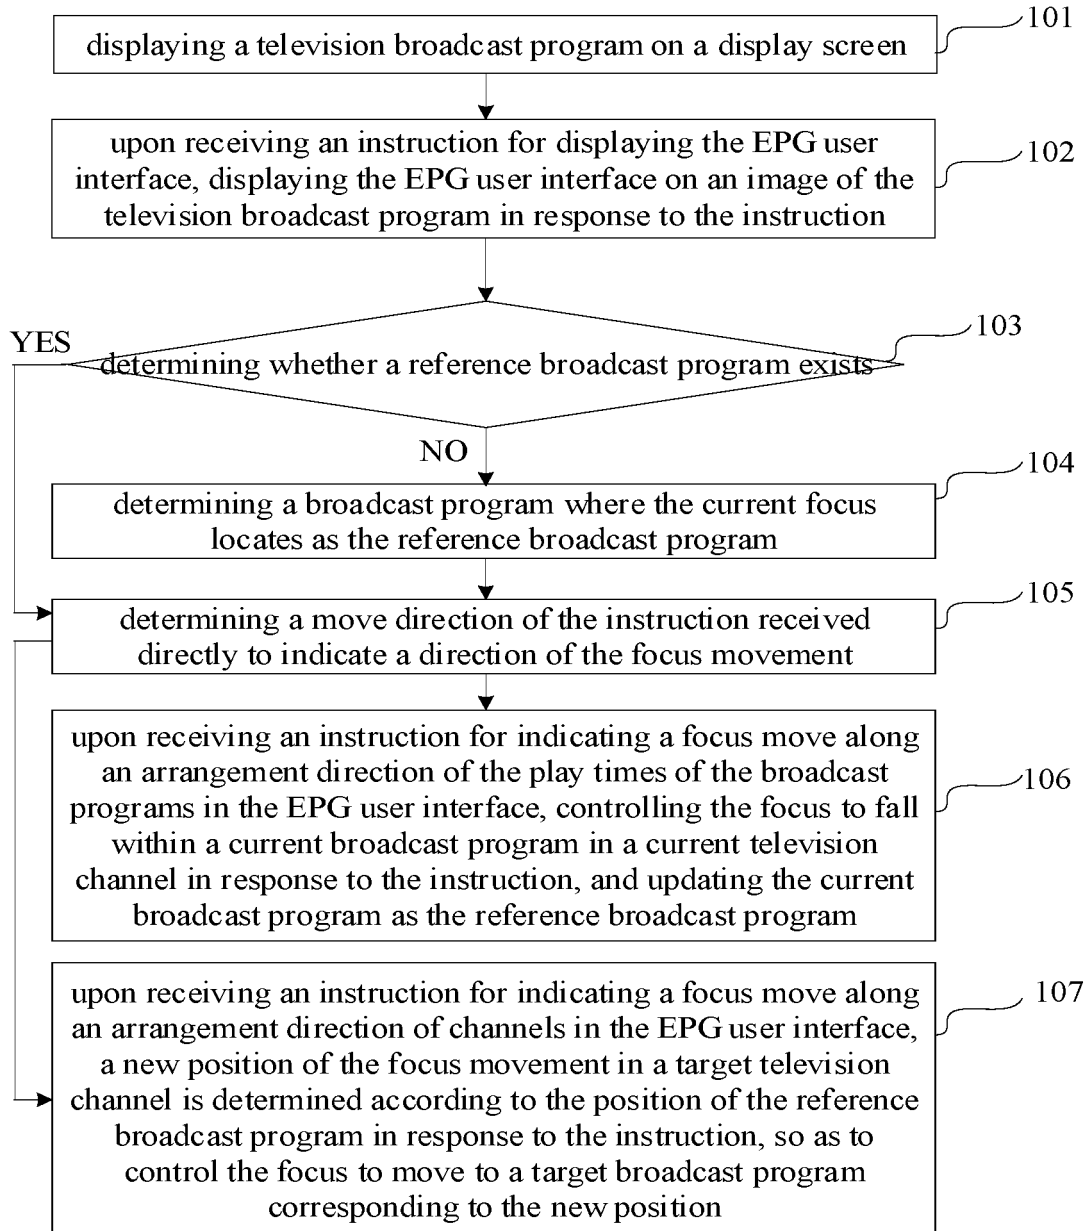 101
displaying a television broadcast program on a display screen
upon receiving an instruction for displaying the EPG user
interface, displaying the EPG user interface on an image of the
television broadcast program in response to the instruction
102
YES
determining whether a reference broadcast program exists
103
NO
104
determining a broadcast program where the current focus
locates as the reference broadcast program
105
determining a move direction of the instruction received
directly to indicate a direction of the focus movement
upon receiving an instruction for indicating a focus move along
an arrangement direction of the play times of the broadcast
programs in the EPG user interface, controlling the focus to fall
within a current broadcast program in a current television
channel in response to the instruction, and updating the current
broadcast program as the reference broadcast program
106
upon receiving an instruction for indicating a focus move along
an arrangement direction of channels in the EPG user interface,
a new position of the focus movement in a target television
channel is determined according to the position of the reference
broadcast program in response to the instruction, so as to
control the focus to move to a target broadcast program
corresponding to the new position
107